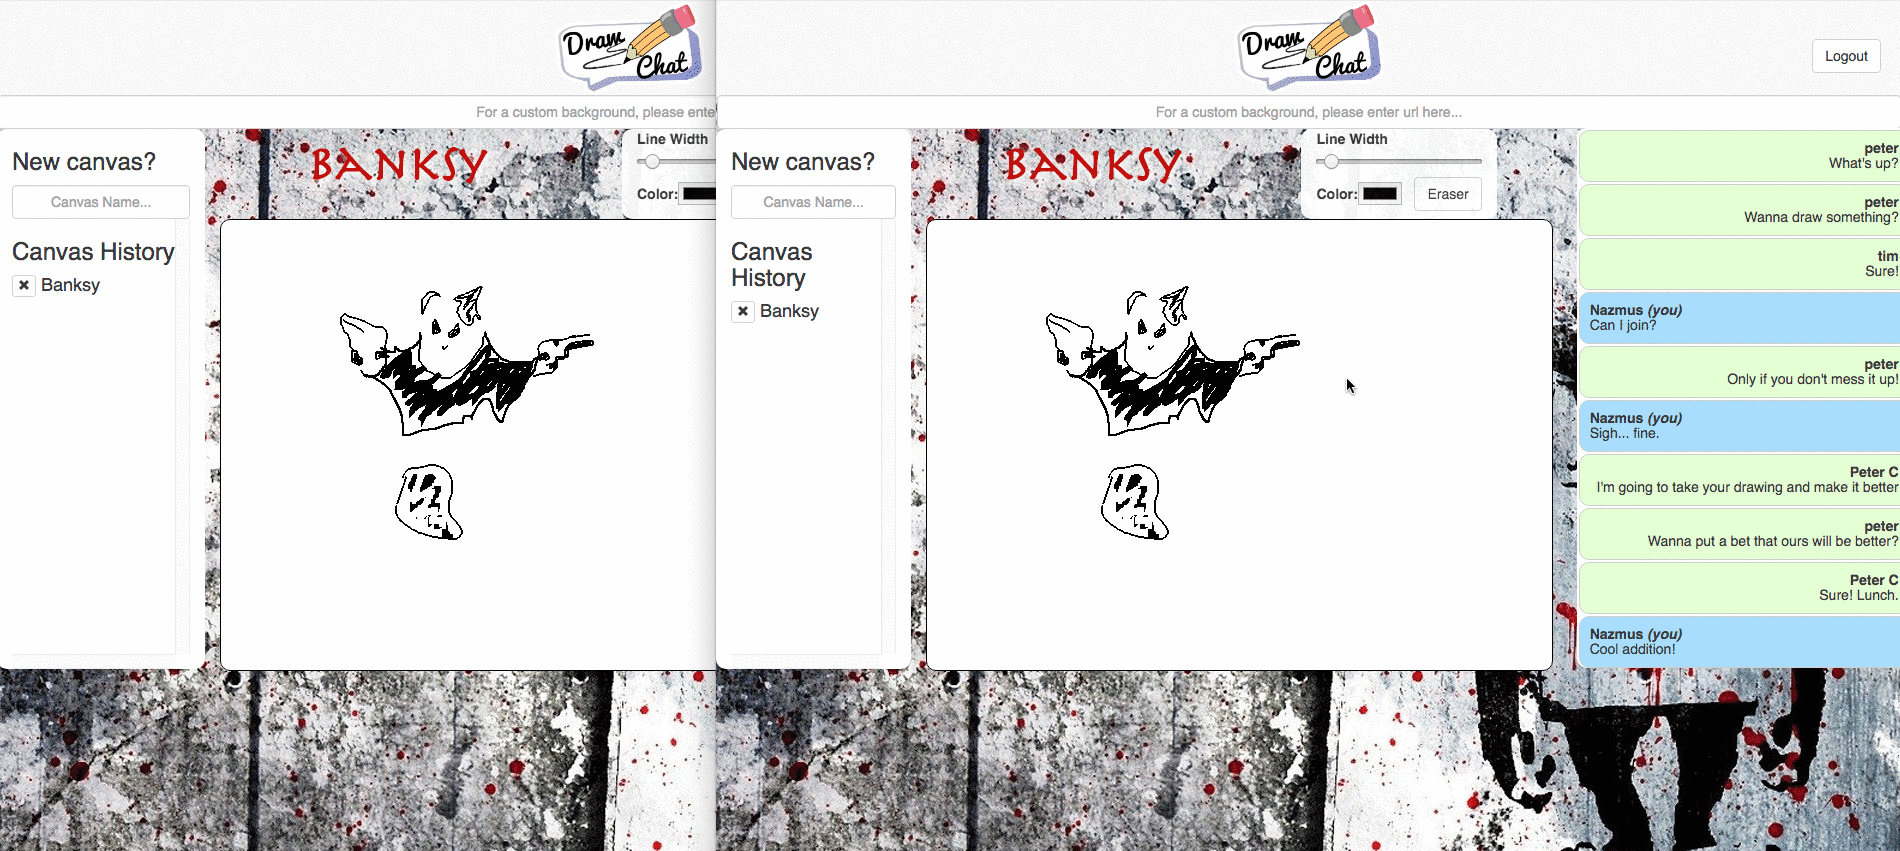 Draw
Chat
For a custom background, please ente
New canvas?
Canvas Name...
Canvas History
✖ Banksy
BANKSY
Line Width
Color:
Draw
Chat
Logout
For a custom background, please enter url here...
New canvas?
Canvas Name...
Canvas
History
✖ Banksy
BANKSY
Line Width
Color:
Eraser
peter
What's up?
peter
Wanna draw something?
tim
Sure!
Nazmus (you)
Can I join?
peter
Only if you don't mess it up!
Nazmus (you)
Sigh... fine.
Peter C
I'm going to take your drawing and make it better
peter
Wanna put a bet that ours will be better?
Peter C
Sure! Lunch.
Nazmus (you)
Cool addition!